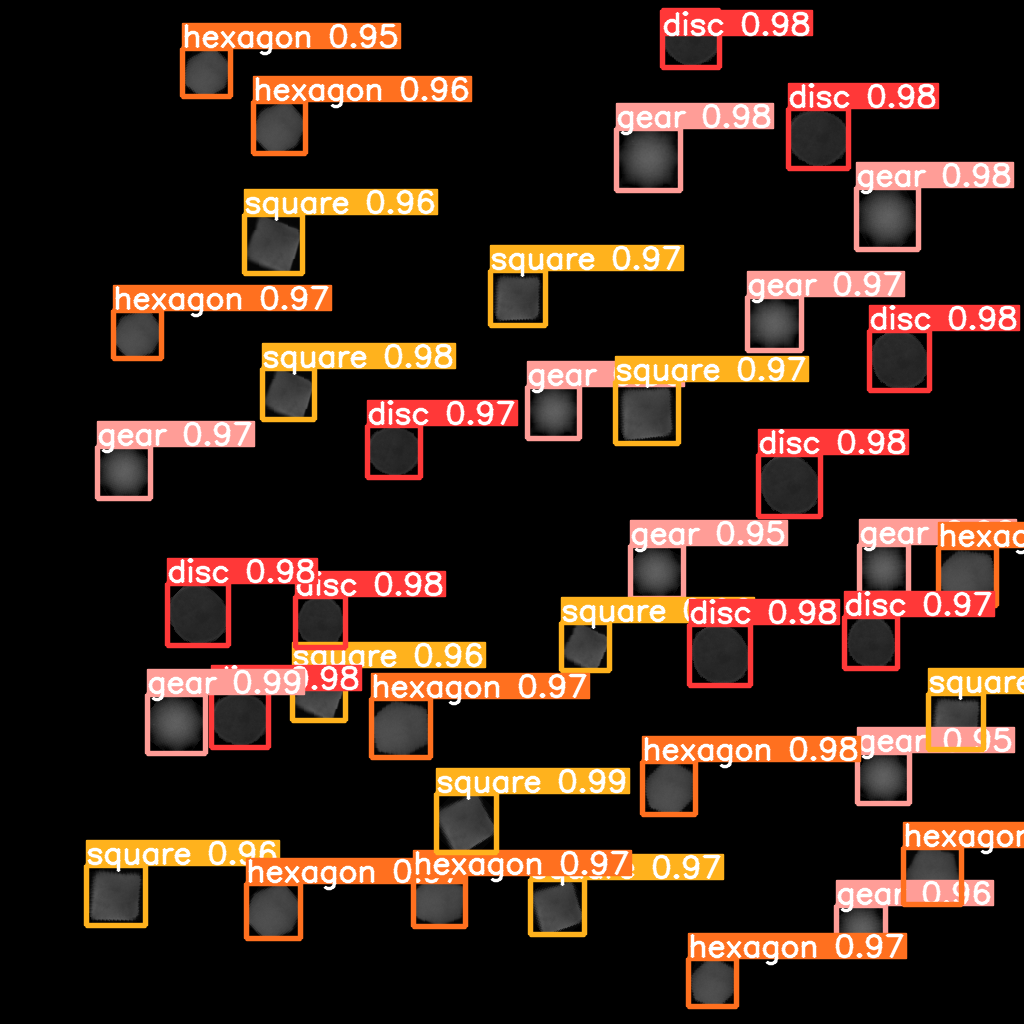 disc 0.98
hexagon 0.95
hexagon 0.96
disc 0.98
gear 0.98
gear 0.98
square 0.96
square 0.97
gear 0.97
hexagon 0.97
disc 0.98
square 0.98
square 0.97
gear
disc 0.97
gear 0.97
disc 0.98
gear 0.95
gear
disc 0.98
disc 0.98
square
disc 0.98
disc 0.97
square 0.96
gear 0.99
0.98
hexagon 0.97
square
gear 0.95
hexagon 0.98
square 0.99
hexagon
square 0.96
hexagon
hexagon 0.97
0.97
gear 0.96
hexagon 0.97